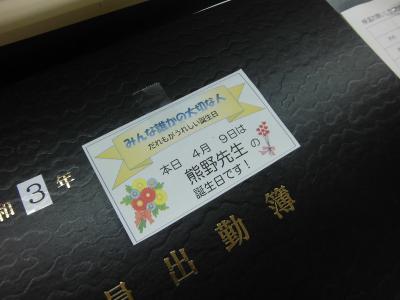 みんな誰かの大切な人
だれもがうれしい誕生日
本日 4月 9日は
熊野先生の
誕生日です！
和 3 年
員出勤簿